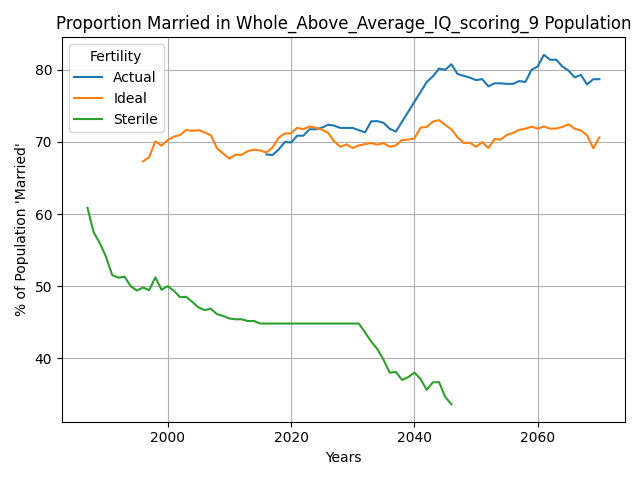 Proportion Married in Whole_Above_Average_IQ_scoring_9 Population
Fertility
Actual
Ideal
Sterile
80
70
60
50
40
% of Population 'Married'
2000
2020
2040
2060
Years